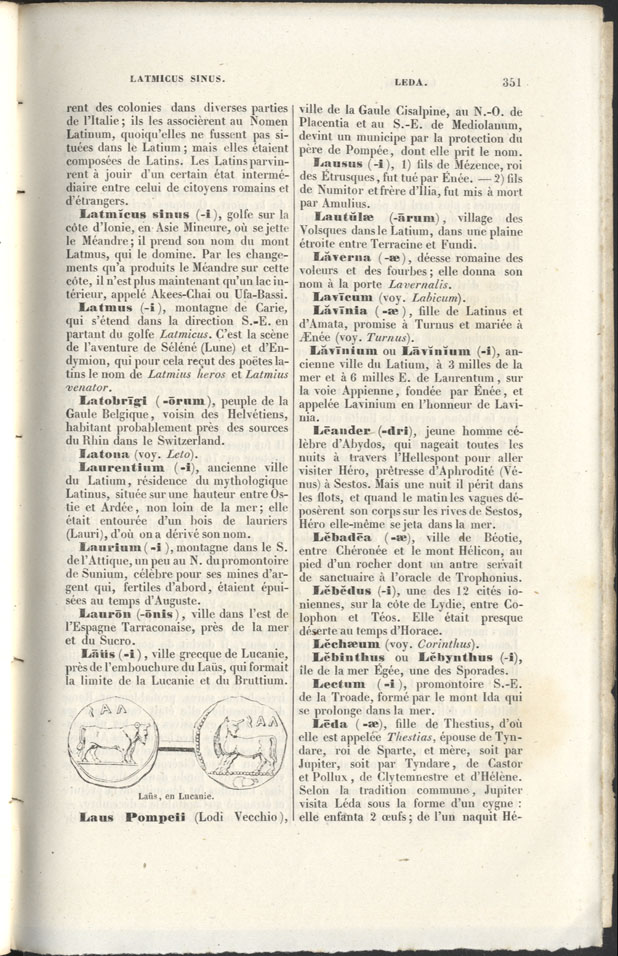 LATMICUS SINUS.
LEDA.
351
rent des colonies dans diverses parties
de l'Italie; ils les associèrent au Nomen
Latinum, quoiqu'elles ne fussent pas si-
tuées dans le Latium; mais elles étaient
composées de Latins. Les Latins parvin-
rent à jouir d'un certain état intermé-
diaire entre celui de citoyens romains et
d'étrangers.
Latmĭcus sinus (-i), golfe sur la
côte d'Ionie, en Asie Mineure, où se jette
le Méandre; il prend son nom du mont
Latmus, qui le domine. Par les change-
ments qu'a produits le Méandre sur cette
côte, il n'est plus maintenant qu'un lac in-
térieur, appelé Akees-Chai ou Ufa-Bassi.
Latmus (-i), montagne de Carie,
qui s'étend dans la direction S.-E. en
partant du golfe Latmicus. C'est la scène
de l'aventure de Séléné (Lune) et d'En-
dymion, qui pour cela reçut des poëtes la-
tins le nom de Latmius heros et Latmius
venator.
Latobrīgi (-ōrum), peuple de la
Gaule Belgique, voisin des Helvétiens,
habitant probablement près des sources
du Rhin dans le Switzerland.
Latona (voy. Leto).
Laurentium (-i), ancienne ville
du Latium, résidence du mythologique
Latinus, située sur une hauteur entre Os-
tie et Ardée, non loin de la mer; elle
était entourée d'un bois de lauriers
(Lauri), d'où on a dérivé son nom.
Laurium (-i), montagne dans le S.
de l'Attique, un peu au N. du promontoire
de Sunium, célèbre pour ses mines d'ar-
gent qui, fertiles d'abord, étaient épui-
sées au temps d'Auguste.
Laurōn (-ōnis), ville dans l'est de
l'Espagne Tarraconaise, près de la mer
et du Sucro.
Lāüs (-i), ville grecque de Lucanie,
près de l'embouchure du Laüs, qui formait
la limite de la Lucanie et du Bruttium.
ΛΑΙ
ΛΑΙ
Laüs, en Lucanie.
Laus Pompeii (Lodi Vecchio),
ville de la Gaule Cisalpine, au N.-O. de
Placentia et au S.-E. de Mediolanum,
devint un municipe par la protection du
père de Pompée, dont elle prit le nom.
Lausus (-i), 1) fils de Mézence, roi
des Étrusques, fut tué par Énée. — 2) fils
de Numitor et frère d'Ilia, fut mis à mort
par Amulius.
Lautŭlæ (-ārum), village des
Volsques dans le Latium, dans une plaine
étroite entre Terracine et Fundi.
Lăverna (-æ), déesse romaine des
voleurs et des fourbes; elle donna son
nom à la porte Lavernalis.
Lavīcum (voy. Labicum).
Lāvĭnĭa (-æ), fille de Latinus et
d'Amata, promise à Turnus et mariée à
Ænée (voy. Turnus).
Lāvīnium ou Lāvĭnĭum (-i), an-
cienne ville du Latium, à 3 milles de la
mer et à 6 milles E. de Laurentum, sur
la voie Appienne, fondée par Énée, et
appelée Lavinium en l'honneur de Lavi-
nia.
Lēander (-dri), jeune homme cé-
lèbre d'Abydos, qui nageait toutes les
nuits à travers l'Hellespont pour aller
visiter Héro, prêtresse d'Aphrodité (Vé-
nus) à Sestos. Mais une nuit il périt dans
les flots, et quand le matin les vagues dé-
posèrent son corps sur les rives de Sestos,
Héro elle-même se jeta dans la mer.
Lĕbadēa (-æ), ville de Béotie,
entre Chéronée et le mont Hélicon, au
pied d'un rocher dont un antre servait
de sanctuaire à l'oracle de Trophonius.
Lĕbĕdus (-i), une des 12 cités io-
niennes, sur la côte de Lydie, entre Co-
lophon et Téos. Elle était presque
déserte au temps d'Horace.
Lĕchæum (voy. Corinthus).
Lĕbinthus ou Lĕbynthus (-i),
île de la mer Égée, une des Sporades.
Lectum (-i), promontoire S.-E.
de la Troade, formé par le mont Ida qui
se prolonge dans la mer.
Lēda (-æ), fille de Thestius, d'où
elle est appelée Thestias, épouse de Tyn-
dare, roi de Sparte, et mère, soit par
Jupiter, soit par Tyndare, de Castor
et Pollux, de Clytemnestre et d'Hélène.
Selon la tradition commune, Jupiter
visita Léda sous la forme d'un cygne:
elle enfanta 2 œufs; de l'un naquit Hé-